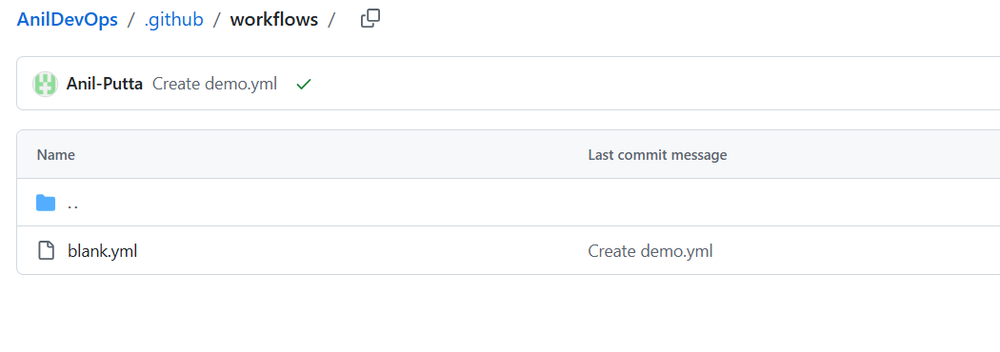 AnilDevOps / .github / workflows /
Anil-Putta Create demo.yml
Name Last commit message
..
blank.yml Create demo.yml